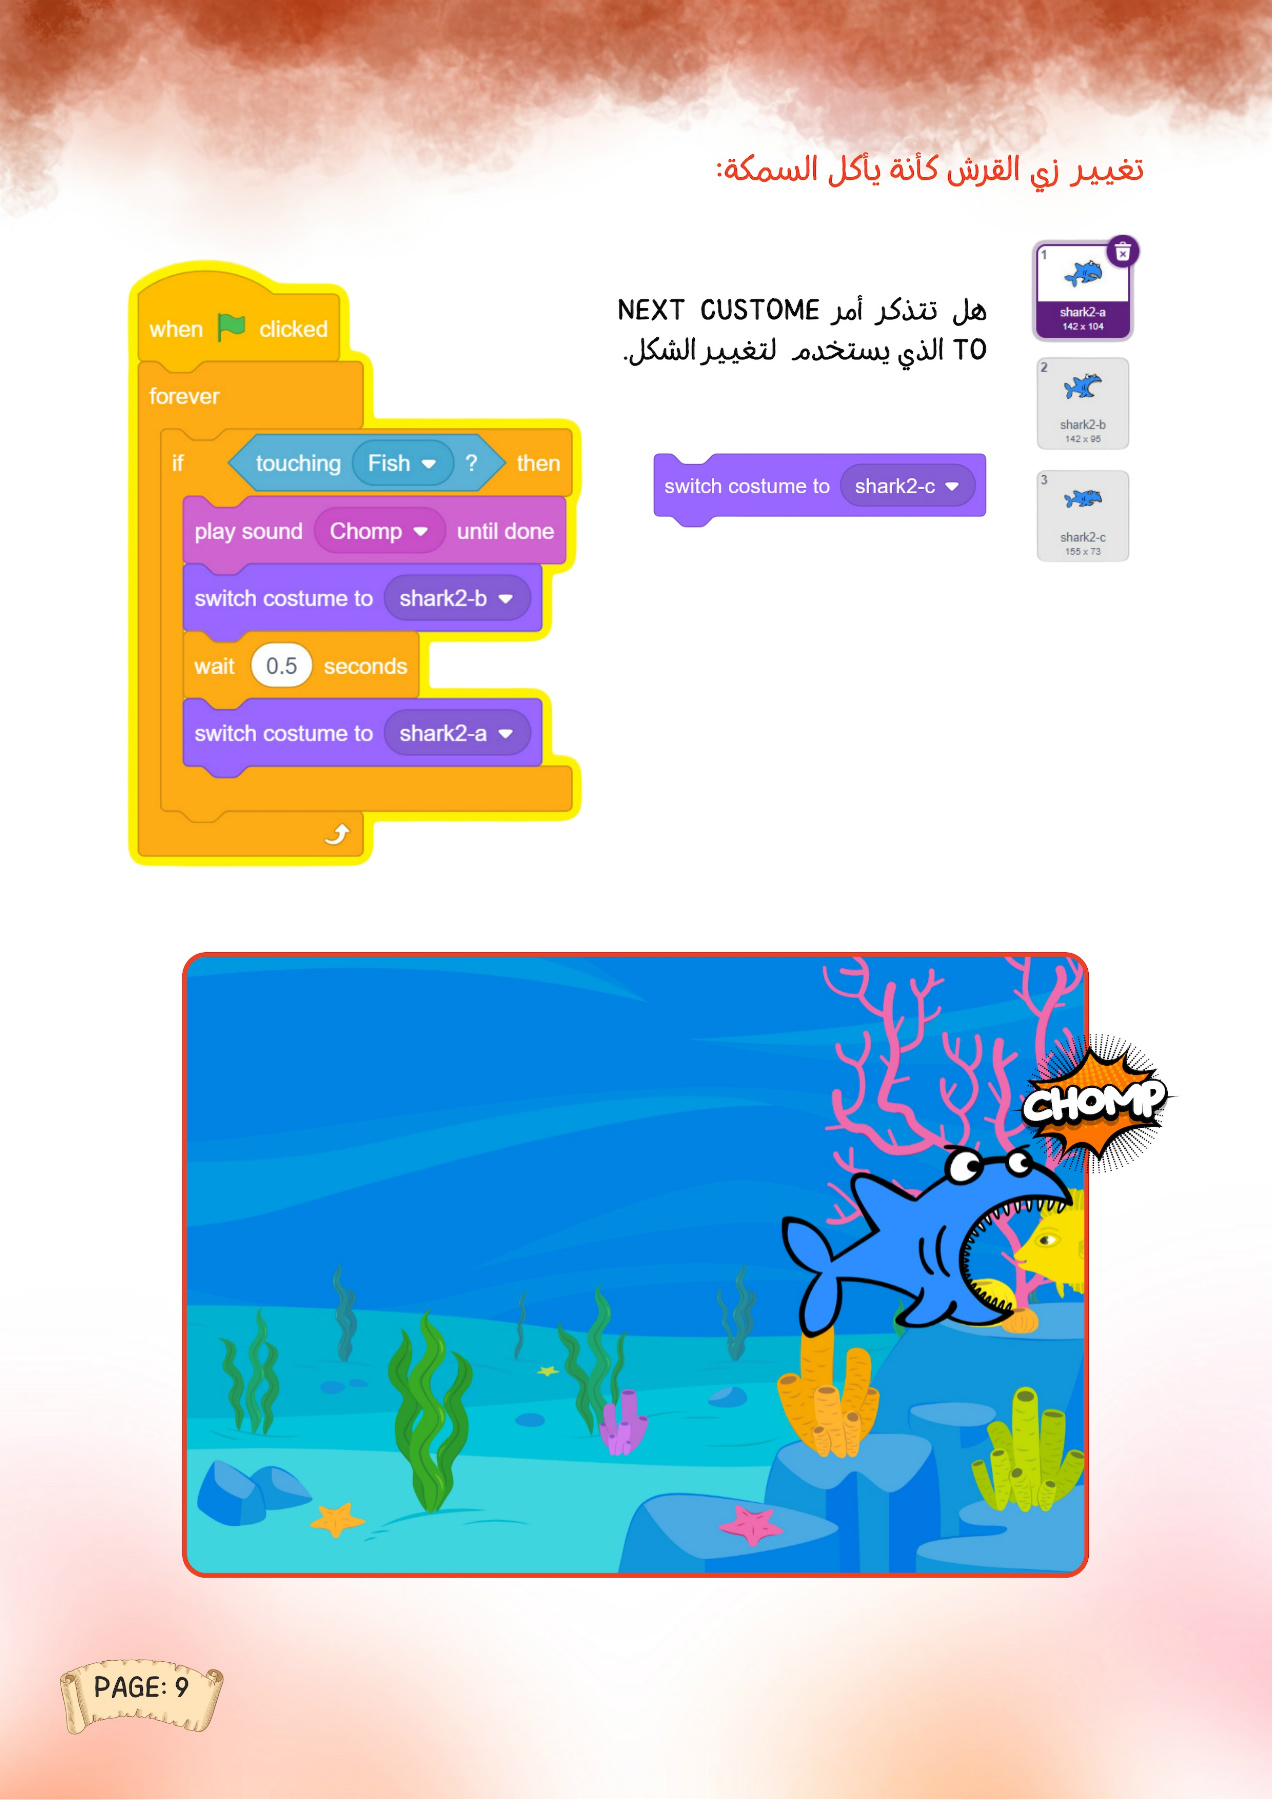 تغيير زي القرش كأنة يأكل السمكة:
هل تتذكر أمر NEXT CUSTOME
TO الذي يستخدم لتغيير الشكل.
1
shark2-a
142 x 104
2
shark2-b
142 x 95
3
shark2-c
155 x 73
switch costume to shark2-c
when clicked
forever
if touching Fish ? then
play sound Chomp until done
switch costume to shark2-b
wait 0.5 seconds
switch costume to shark2-a
CHOMP
PAGE: 9